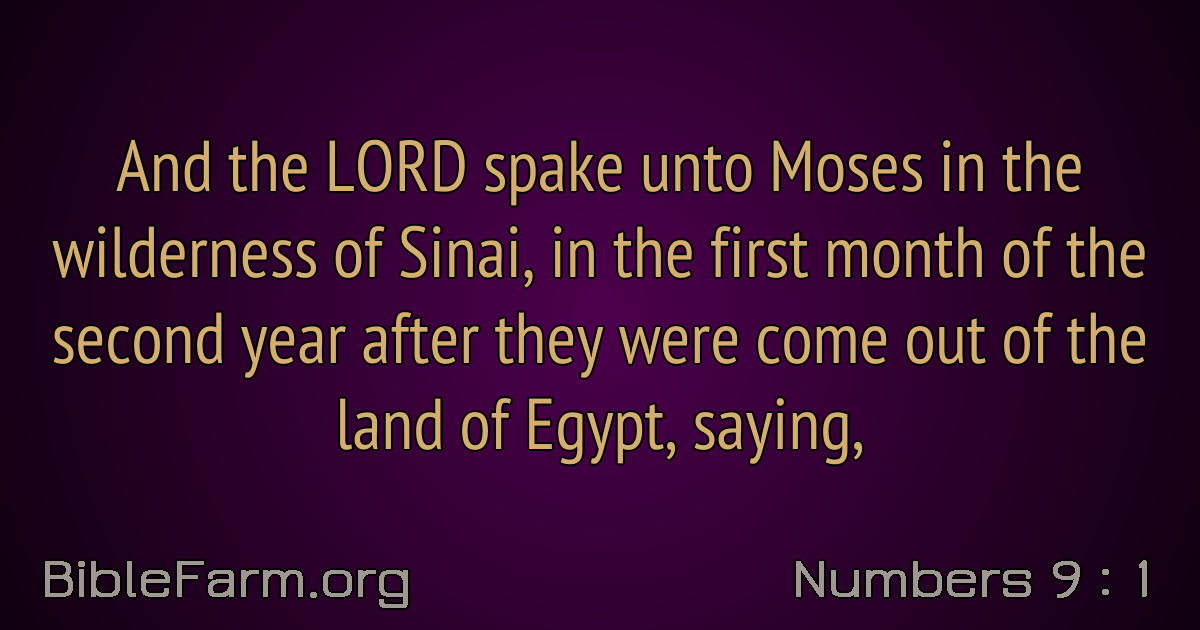 And the LORD spake unto Moses in the
wilderness of Sinai, in the first month of the
second year after they were come out of the
land of Egypt, saying,
BibleFarm.org
Numbers 9 : 1